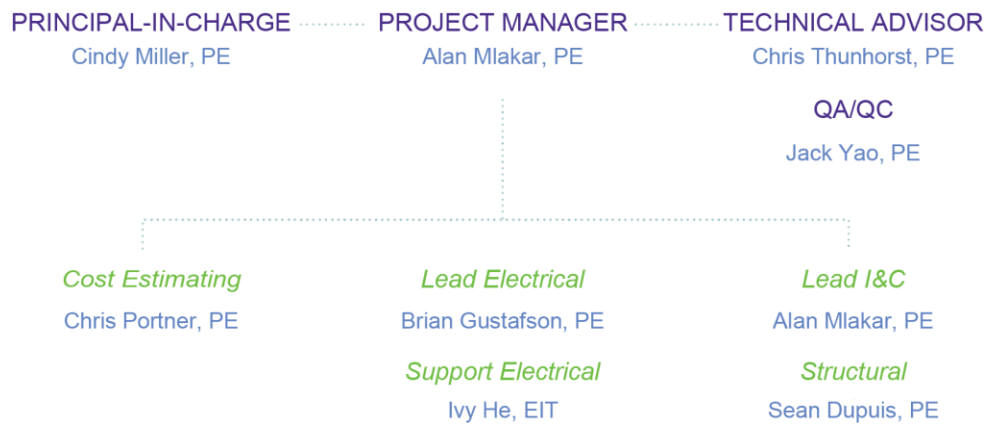 PRINCIPAL-IN-CHARGE PROJECT MANAGER TECHNICAL ADVISOR
Cindy Miller, PE Alan Mlakar, PE Chris Thunhorst, PE
QA/QC
Jack Yao, PE
Cost Estimating Lead Electrical Lead I&C
Chris Portner, PE Brian Gustafson, PE Alan Mlakar, PE
Support Electrical Structural
Ivy He, EIT Sean Dupuis, PE